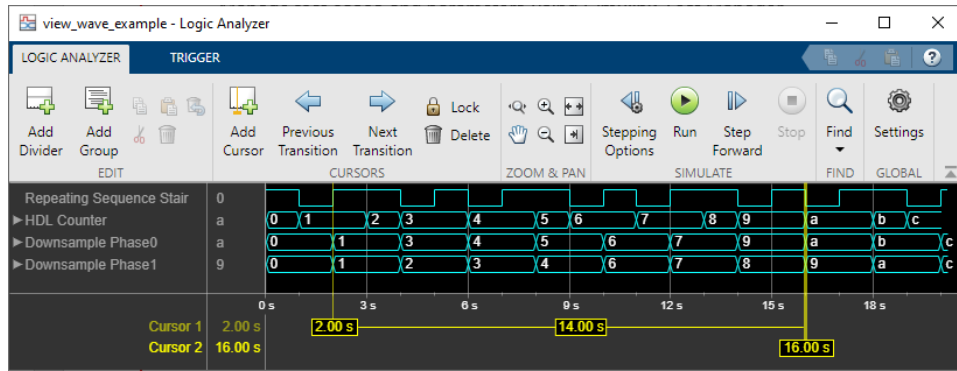 view_wave_example - Logic Analyzer
LOGIC ANALYZER TRIGGER
?
Add Divider
Add Group
Add Cursor
Previous Transition
Next Transition
Lock
Delete
Stepping Options
Run
Step Forward
Stop
Find
Settings
EDIT CURSORS ZOOM & PAN SIMULATE FIND GLOBAL
Repeating Sequence Stair 0
HDL Counter a 0 1 2 3 4 5 6 7 8 9 a b c
Downsample Phase0 a 0 1 3 4 5 6 7 9 a b c
Downsample Phase1 9 0 1 2 3 4 6 7 8 9 a c
0 s 3 s 6 s 9 s 12 s 15 s 18 s
Cursor 1 2.00 s 2.00 s 14.00 s
Cursor 2 16.00 s 16.00 s